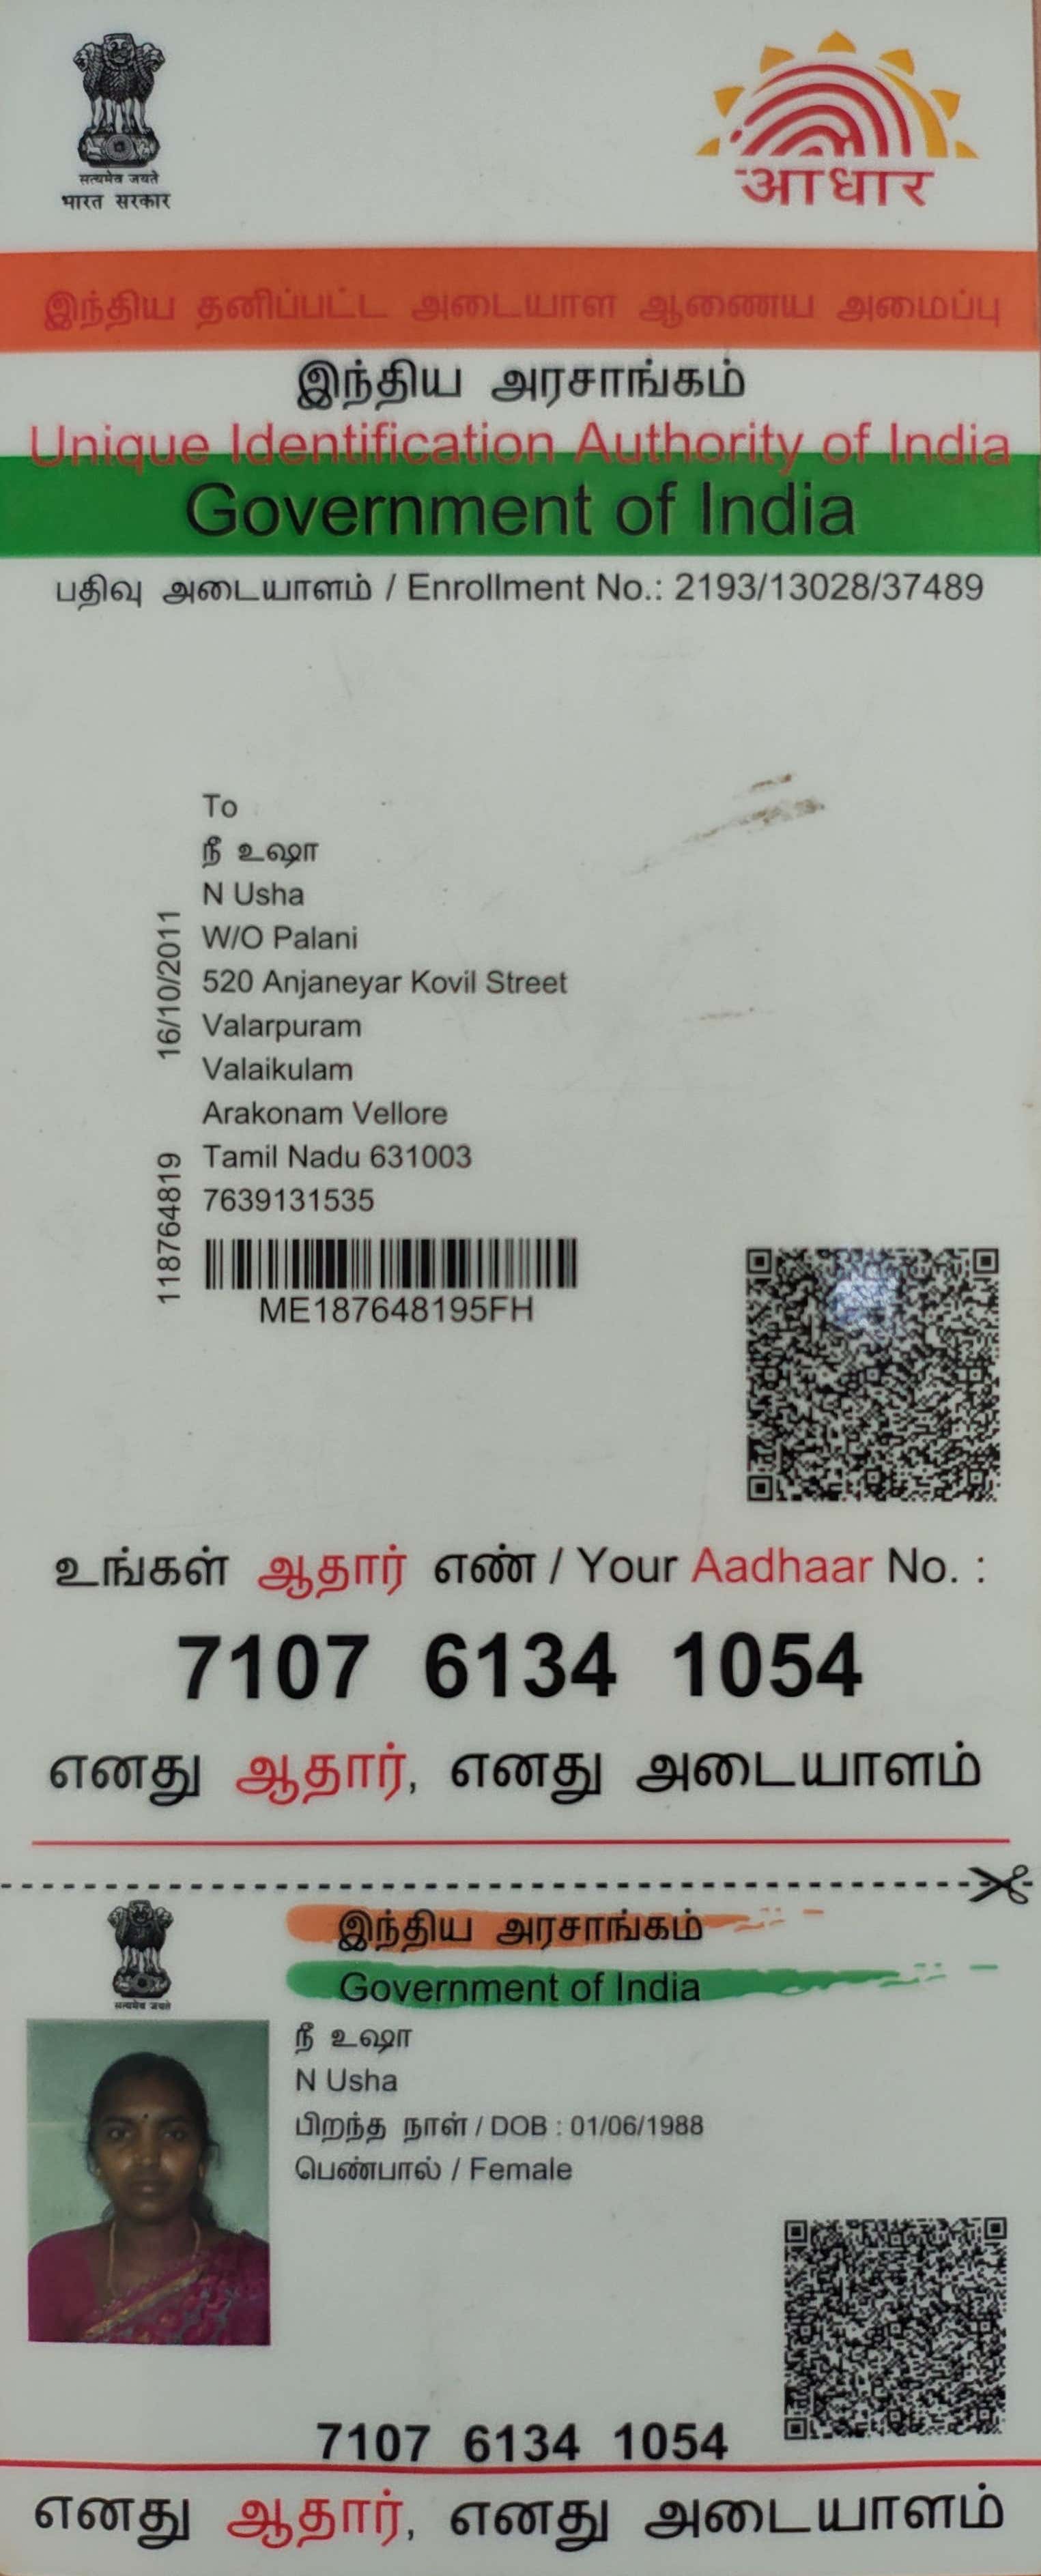 सत्यमेव जयते
भारत सरकार
आधार
இந்திய தனிப்பட்ட அடையாள ஆணைய அமைப்பு
இந்திய அரசாங்கம்
Unique Identification Authority of India
Government of India
பதிவு அடையாளம் / Enrollment No.: 2193/13028/37489
To
நீ உஷா
N Usha
W/O Palani
520 Anjaneyar Kovil Street
Valarpuram
Valaikulam
Arakonam Vellore
Tamil Nadu 631003
7639131535
16/10/2011
118764819
ME187648195FH
உங்கள் ஆதார் எண் / Your Aadhaar No. :
7107 6134 1054
எனது ஆதார், எனது அடையாளம்
सत्यमेव जयते
இந்திய அரசாங்கம்
Government of India
நீ உஷா
N Usha
பிறந்த நாள் / DOB : 01/06/1988
பெண்பால் / Female
7107 6134 1054
எனது ஆதார், எனது அடையாளம்